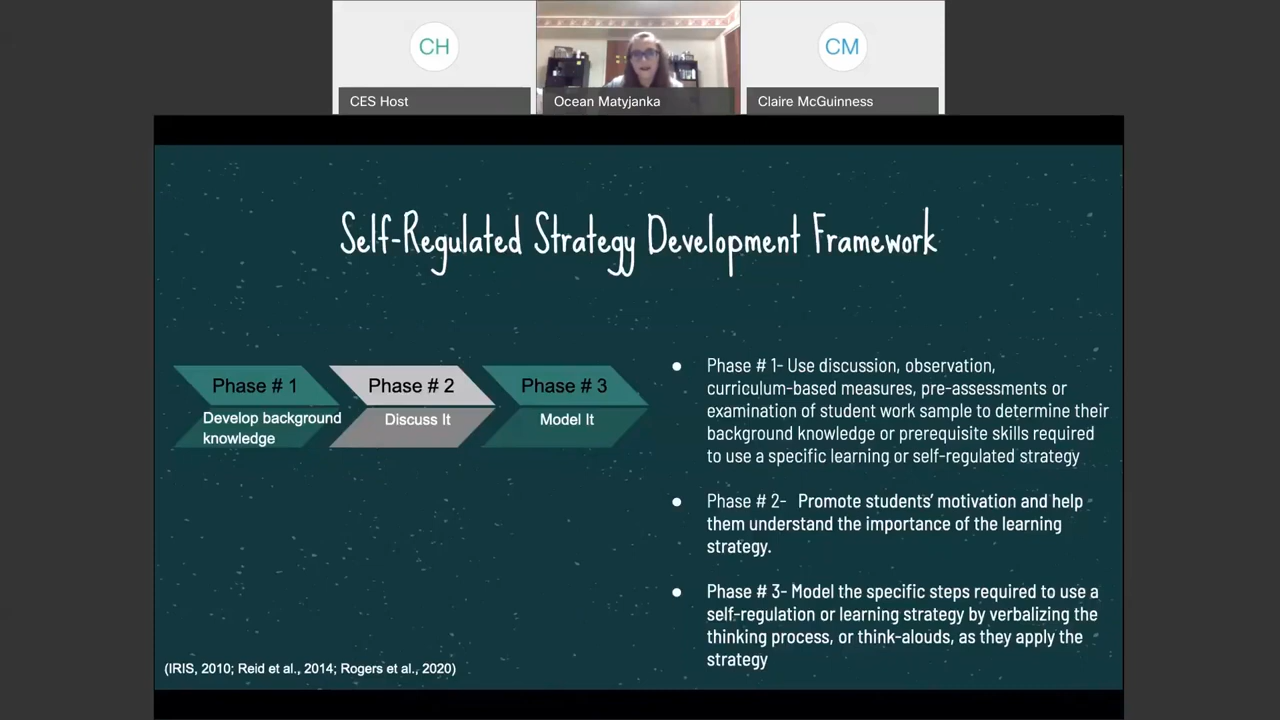 CH
CM
CES Host
Ocean Matyjanka
Claire McGuinness
Self-Regulated Strategy Development Framework
Phase # 1
Phase # 2
Phase # 3
Develop background
knowledge
Discuss It
Model It
● Phase # 1- Use discussion, observation,
curriculum-based measures, pre-assessments or
examination of student work sample to determine their
background knowledge or prerequisite skills required
to use a specific learning or self-regulated strategy
● Phase # 2- Promote students’ motivation and help
them understand the importance of the learning
strategy.
● Phase # 3- Model the specific steps required to use a
self-regulation or learning strategy by verbalizing the
thinking process, or think-alouds, as they apply the
strategy
(IRIS, 2010; Reid et al., 2014; Rogers et al., 2020)